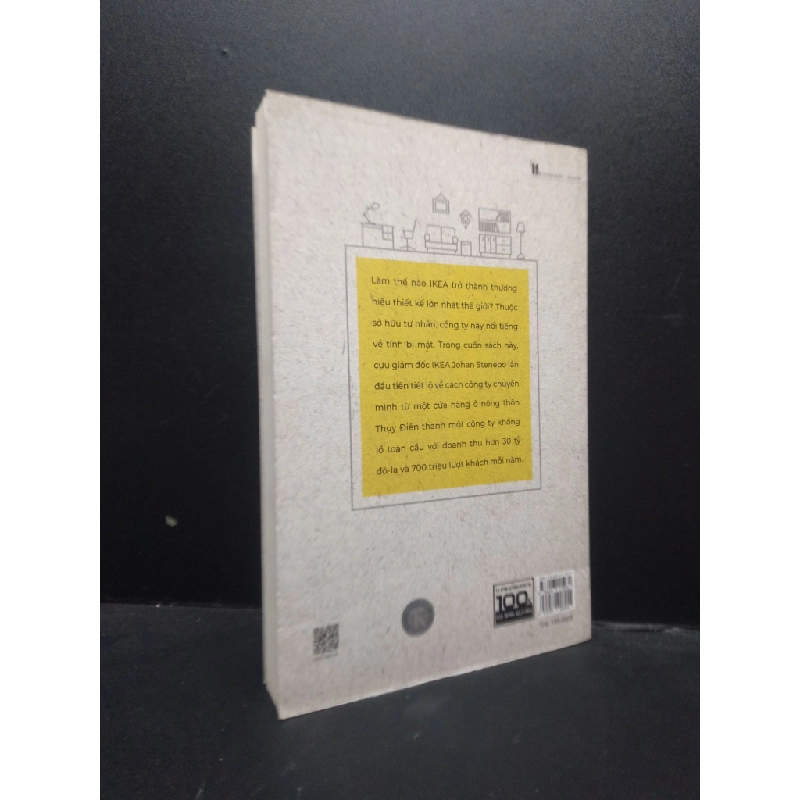 Làm thế nào IKEA trở thành thương
hiệu thiết kế lớn nhất thế giới? Thuộc
sở hữu tư nhân, công ty này nổi tiếng
về tính bí mật. Trong cuốn sách này,
cựu giám đốc IKEA Johan Stenebo lần
đầu tiên tiết lộ về cách công ty chuyển
mình từ một cửa hàng ở nông thôn
Thụy Điển thành một công ty khổng
lồ toàn cầu với doanh thu hơn 30 tỷ
đô-la và 700 triệu lượt khách mỗi năm.
100